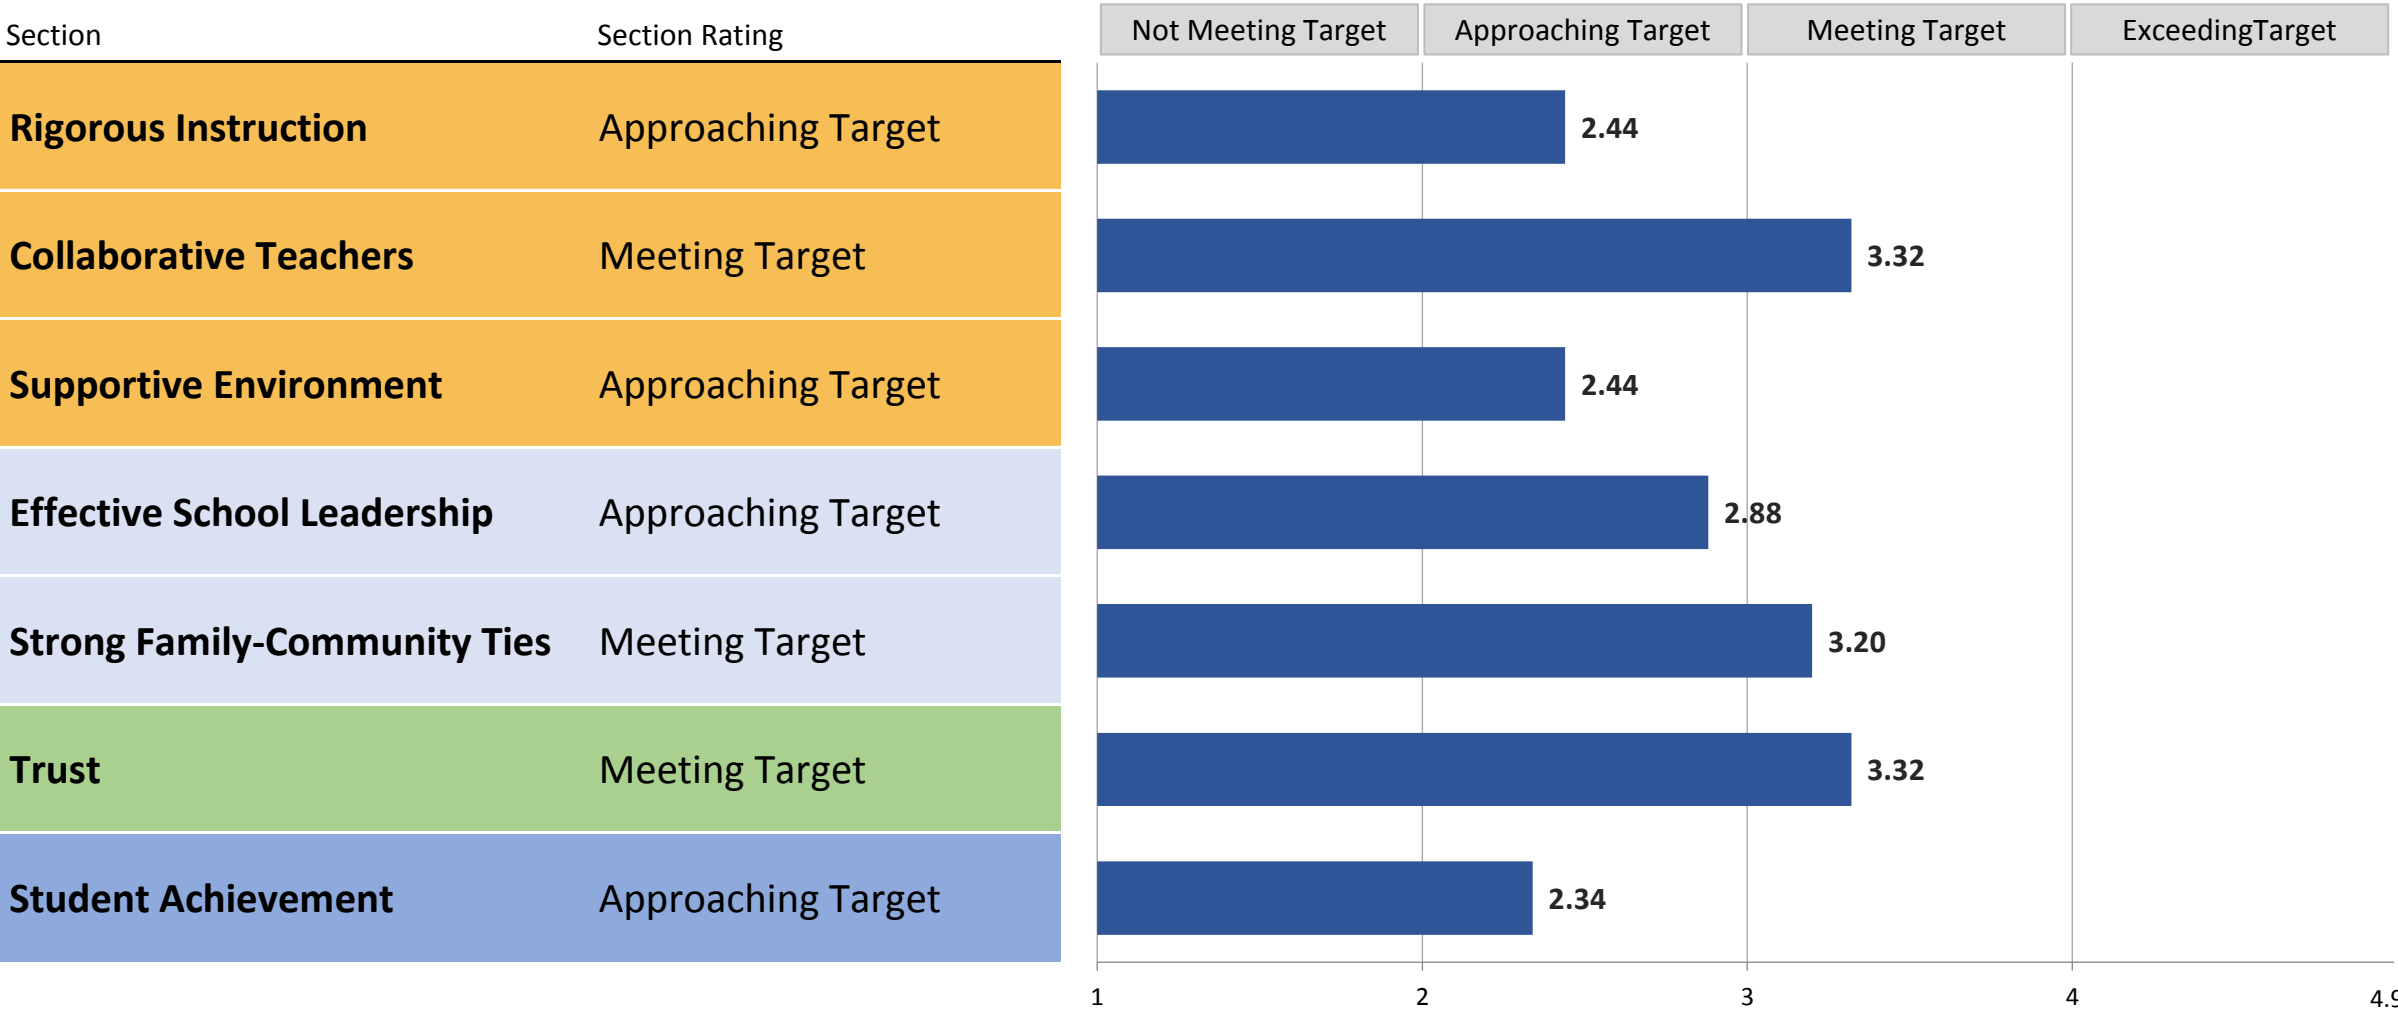 Section Section Rating Not Meeting Target Approaching Target Meeting Target ExceedingTarget
Rigorous Instruction Approaching Target 2.44
Collaborative Teachers Meeting Target 3.32
Supportive Environment Approaching Target 2.44
Effective School Leadership Approaching Target 2.88
Strong Family-Community Ties Meeting Target 3.20
Trust Meeting Target 3.32
Student Achievement Approaching Target 2.34
1 2 3 4 4.9